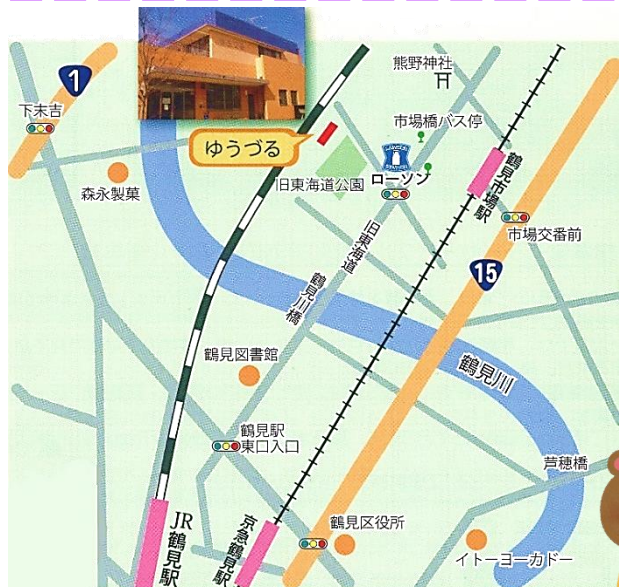 1
下末吉
熊野神社
市場橋バス停
ゆうづる
森永製菓
旧東海道公園
ローソン
鶴見市場駅
市場交番前
旧東海道
15
鶴見川橋
鶴見図書館
鶴見川
鶴見駅
東口入口
芦穂橋
JR
鶴見駅
京急鶴見駅
鶴見区役所
イトーヨーカドー